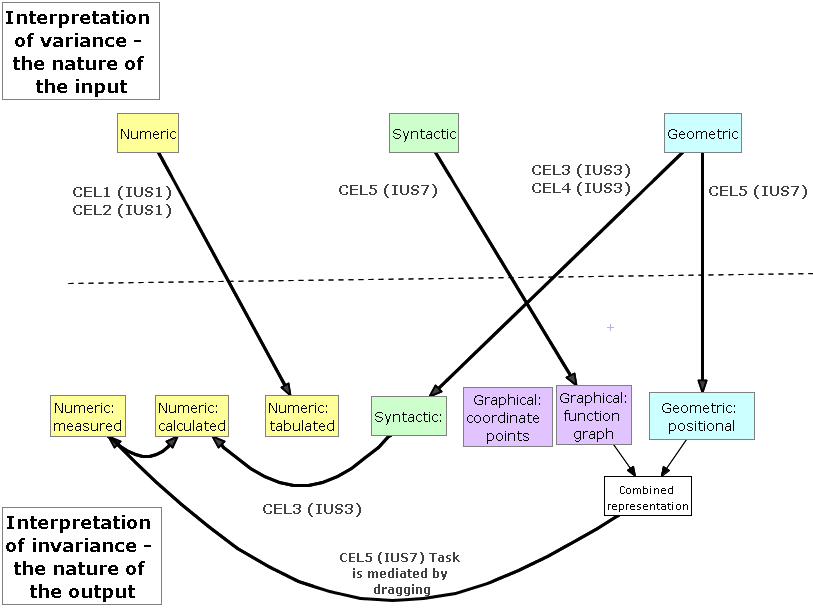 Interpretation
of variance -
the nature of
the input
Numeric
Syntactic
Geometric
CEL1 (IUS1)
CEL2 (IUS1)
CEL5 (IUS7)
CEL3 (IUS3)
CEL4 (IUS3)
CEL5 (IUS7)
Numeric:
measured
Numeric:
calculated
Numeric:
tabulated
Syntactic:
Graphical:
coordinate
points
Graphical:
function
graph
Geometric:
positional
Combined
representation
CEL3 (IUS3)
Interpretation
of invariance -
the nature of
the output
CEL5 (IUS7) Task
is mediated by
dragging